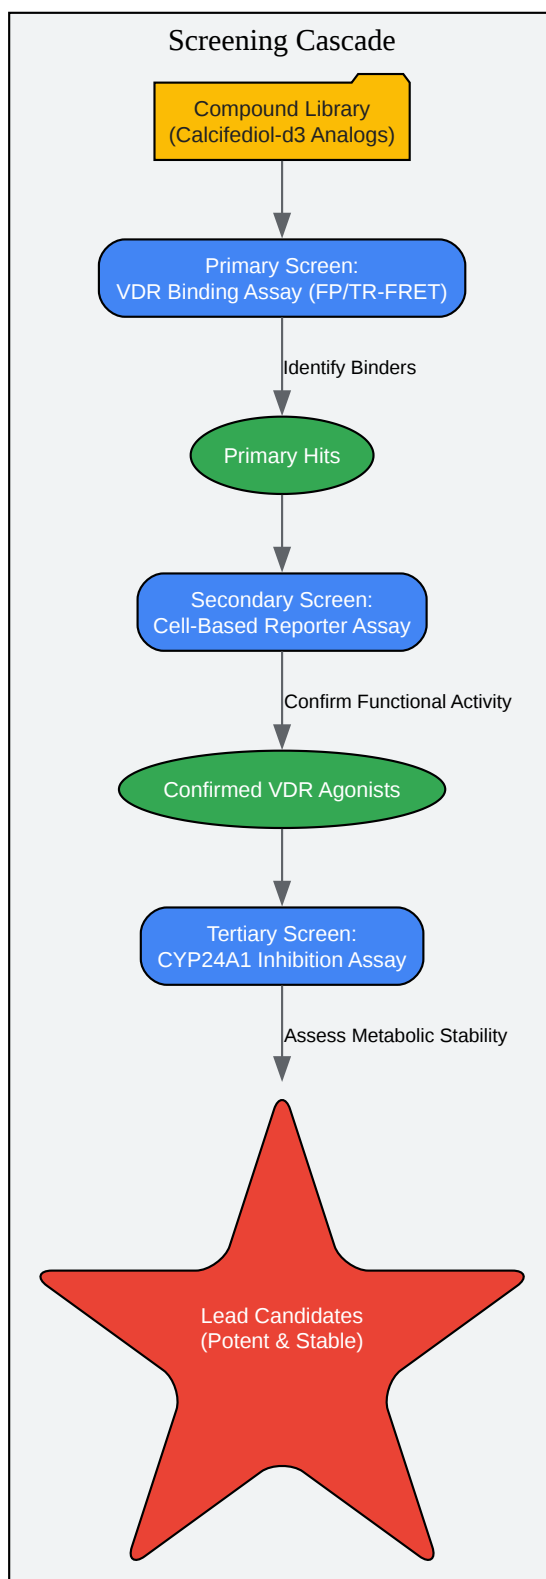 Screening Cascade
Compound Library
(Calcifediol-d3 Analogs)
Primary Screen:
VDR Binding Assay (FP/TR-FRET)
Identify Binders
Primary Hits
Secondary Screen:
Cell-Based Reporter Assay
Confirm Functional Activity
Confirmed VDR Agonists
Tertiary Screen:
CYP24A1 Inhibition Assay
Assess Metabolic Stability
Lead Candidates
(Potent & Stable)